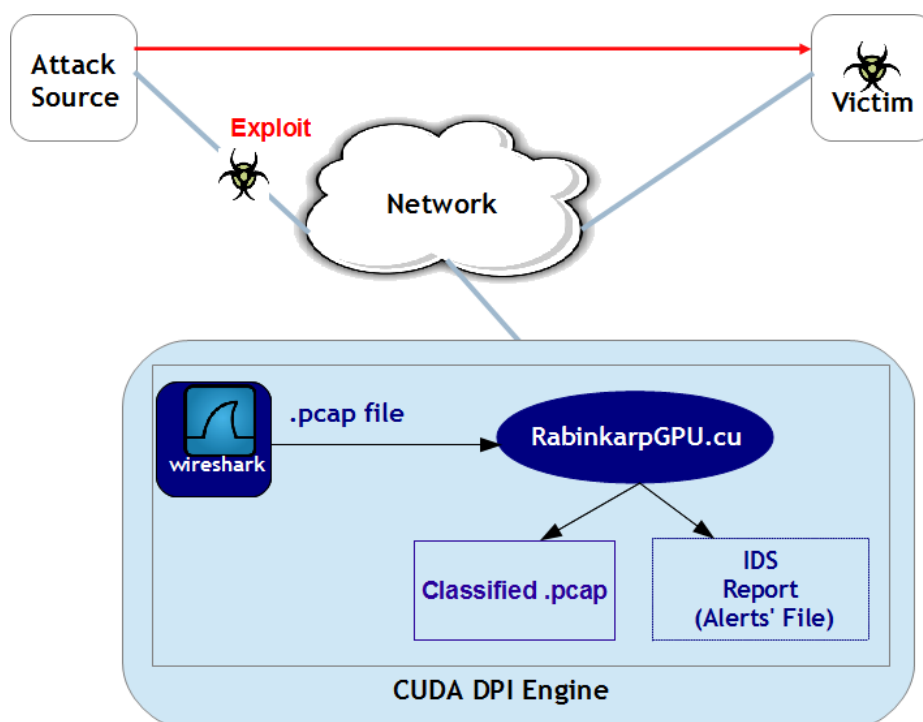 Attack
Source
Victim
Exploit
Network
wireshark
.pcap file
RabinkarpGPU.cu
Classified .pcap
IDS
Report
(Alerts' File)
CUDA DPI Engine